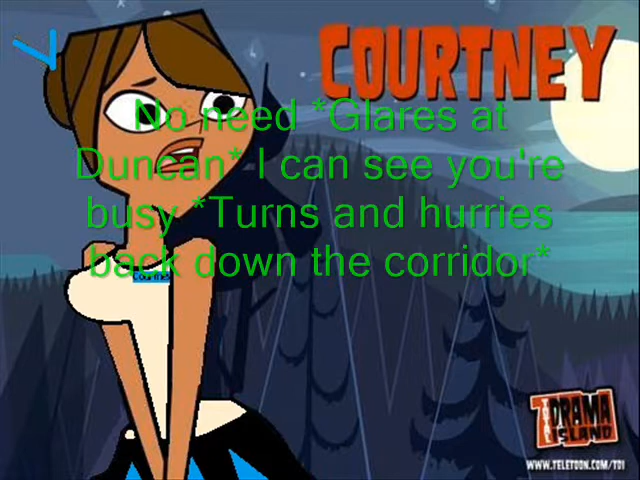 COURTNEY
No need *Glares at
Duncan* I can see you're
busy *Turns and hurries
back down the corridor*
Courtney
TOTAL
DRAMA
ISLAND
WWW.TELETOON.COM/TDI